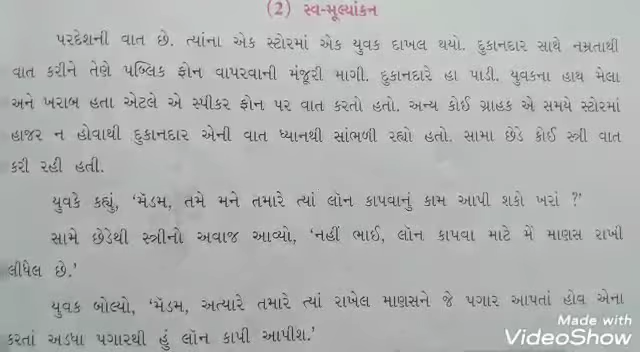 (2) સ્વ-મૂલ્યાંકન
પરદેશની વાત છે. ત્યાંના એક સ્ટોરમાં એક યુવક દાખલ થયો. દુકાનદાર સાથે નમ્રતાથી
વાત કરીને તેણે પબ્લિક ફોન વાપરવાની મંજૂરી માગી. દુકાનદારે હા પાડી. યુવકના હાથ મેલા
અને ખરાબ હતા એટલે એ સ્પીકર ફોન પર વાત કરતો હતો. અન્ય કોઈ ગ્રાહક એ સમયે સ્ટોરમાં
હાજર ન હોવાથી દુકાનદાર એની વાત ધ્યાનથી સાંભળી રહ્યો હતો. સામા છેડે કોઈ સ્ત્રી વાત
કરી રહી હતી.
યુવકે કહ્યું, ‘મૅડમ, તમે મને તમારે ત્યાં લૉન કાપવાનું કામ આપી શકો ખરાં ?’
સામે છેડેથી સ્ત્રીનો અવાજ આવ્યો, ‘નહીં ભાઈ, લૉન કાપવા માટે મેં માણસ રાખી
લીધેલ છે.’
યુવક બોલ્યો, ‘મૅડમ, અત્યારે તમારે ત્યાં રાખેલ માણસને જે પગાર આપતાં હોવ એના
કરતાં અડધા પગારથી હું લૉન કાપી આપીશ.’
Made with
VideoShow